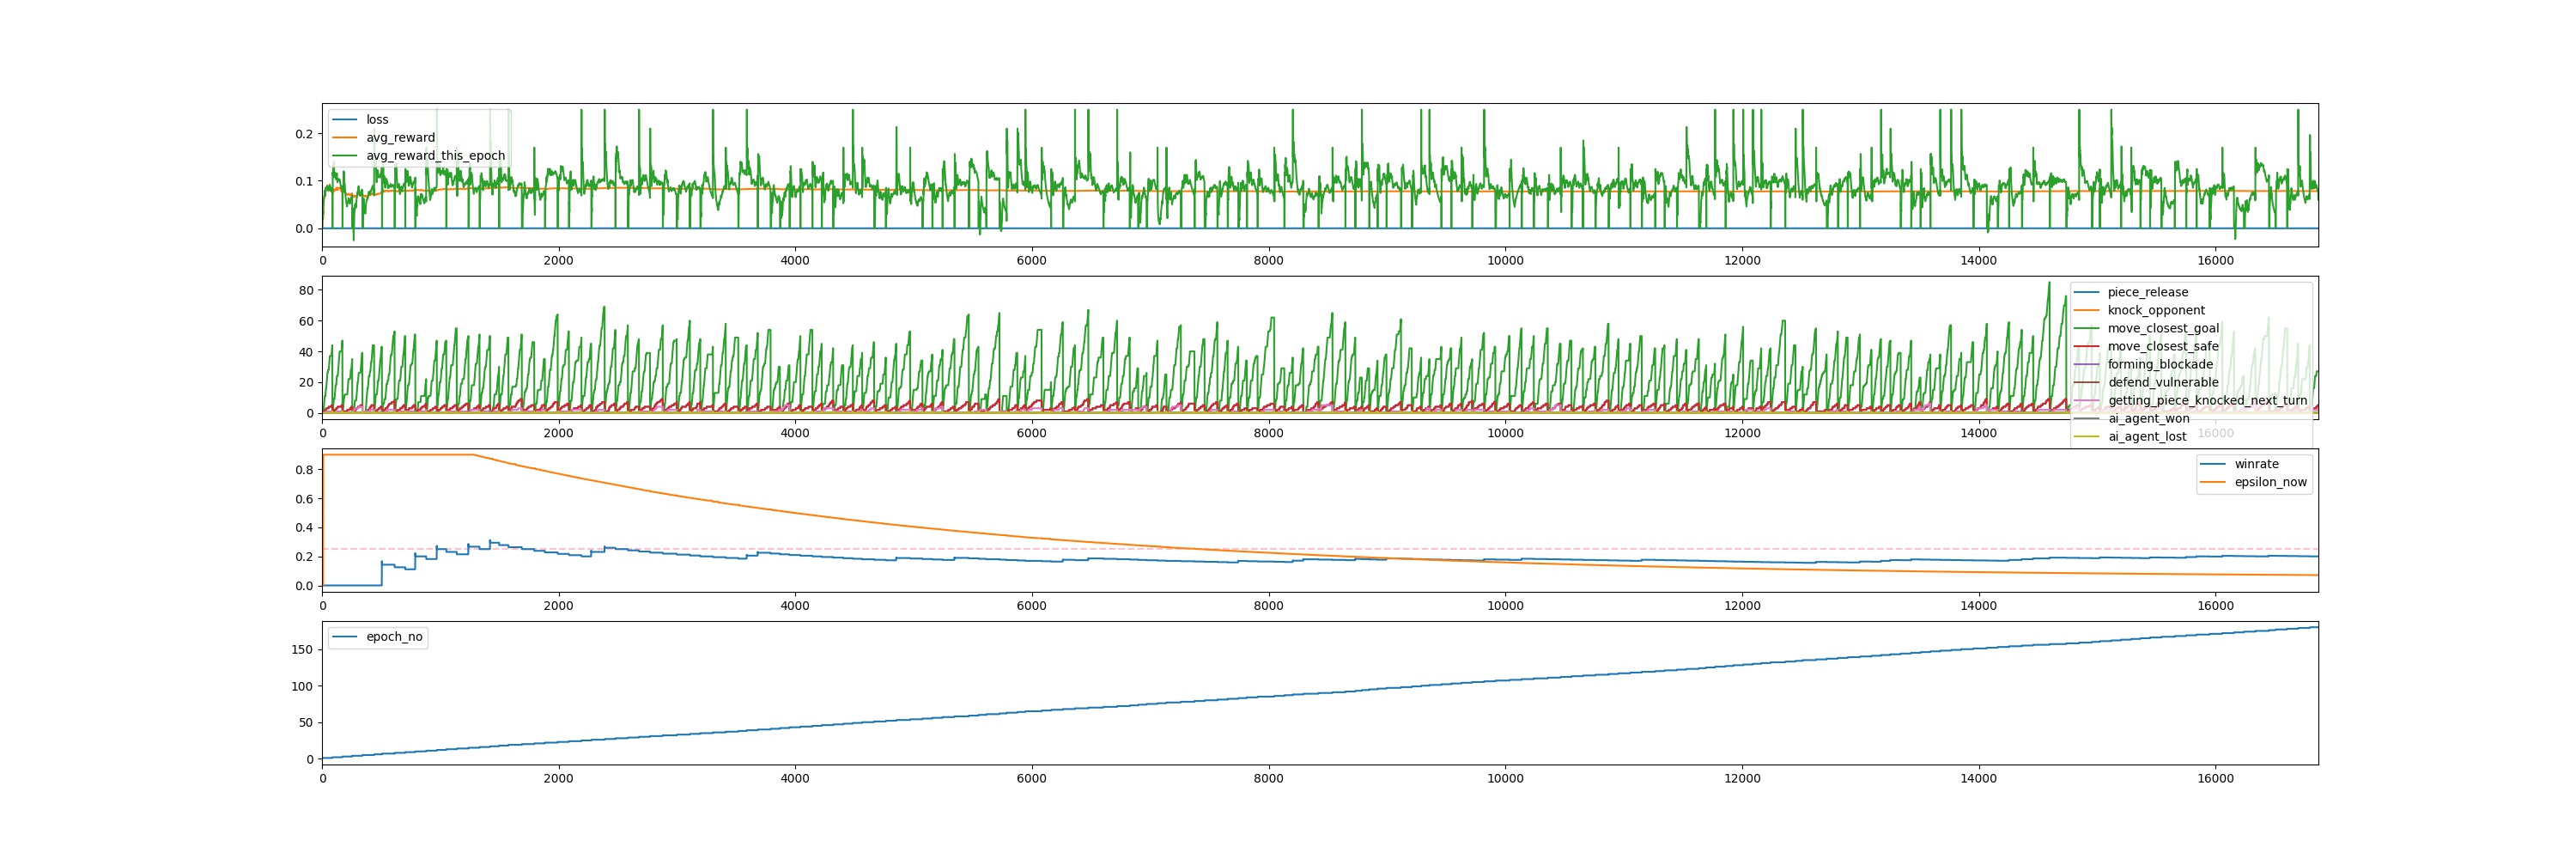 loss
avg_reward
avg_reward_this_epoch
0.2
0.1
0.0
0 2000 4000 6000 8000 10000 12000 14000 16000
80
60
40
20
0
piece_release
knock_opponent
move_closest_goal
move_closest_safe
forming_blockade
defend_vulnerable
getting_piece_knocked_next_turn
ai_agent_won
ai_agent_lost
0 2000 4000 6000 8000 10000 12000 14000 16000
0.8
0.6
0.4
0.2
0.0
winrate
epsilon_now
0 2000 4000 6000 8000 10000 12000 14000 16000
epoch_no
150
100
50
0
0 2000 4000 6000 8000 10000 12000 14000 16000